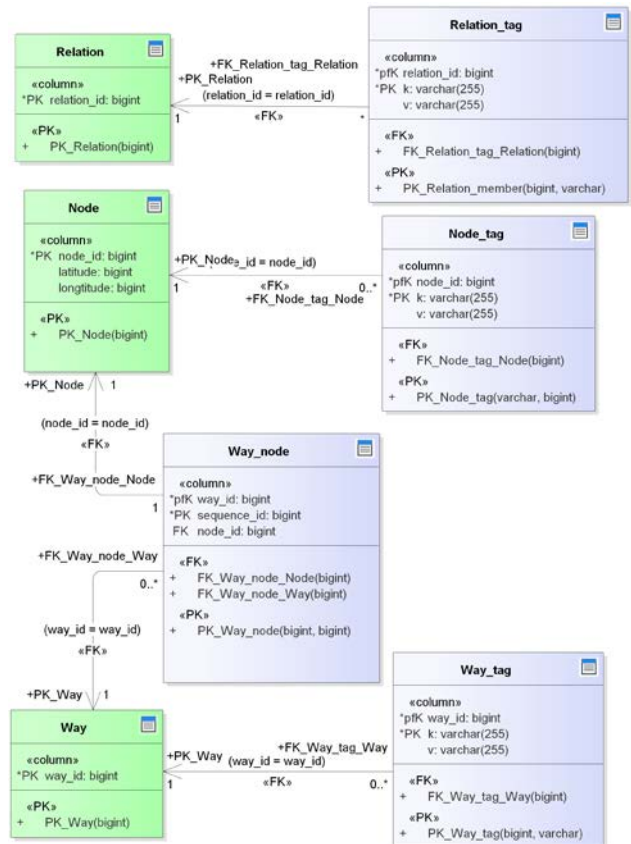 Relation
«column»
*PK relation_id: bigint
«PK»
+ PK_Relation(bigint)
+FK_Relation_tag_Relation
+PK_Relation
(relation_id = relation_id)
1
«FK»
*
Relation_tag
«column»
*pfK relation_id: bigint
*PK k: varchar(255)
v: varchar(255)
«FK»
+ FK_Relation_tag_Relation(bigint)
«PK»
+ PK_Relation_member(bigint, varchar)
Node
«column»
*PK node_id: bigint
latitude: bigint
longtitude: bigint
«PK»
+ PK_Node(bigint)
+PK_Node
_id = node_id)
1
«FK»
0..*
+FK_Node_tag_Node
Node_tag
«column»
*pfK node_id: bigint
*PK k: varchar(255)
v: varchar(255)
«FK»
+ FK_Node_tag_Node(bigint)
«PK»
+ PK_Node_tag(varchar, bigint)
+PK_Node
1
(node_id = node_id)
«FK»
+FK_Way_node_Node
1
Way_node
«column»
*pfK way_id: bigint
*PK sequence_id: bigint
FK node_id: bigint
«FK»
+ FK_Way_node_Node(bigint)
+ FK_Way_node_Way(bigint)
«PK»
+ PK_Way_node(bigint, bigint)
+FK_Way_node_Way
0..*
(way_id = way_id)
«FK»
+PK_Way
1
Way
«column»
*PK way_id: bigint
«PK»
+ PK_Way(bigint)
+FK_Way_tag_Way
+PK_Way
(way_id = way_id)
1
«FK»
0..*
Way_tag
«column»
*pfK way_id: bigint
*PK k: varchar(255)
v: varchar(255)
«FK»
+ FK_Way_tag_Way(bigint)
«PK»
+ PK_Way_tag(bigint, varchar)